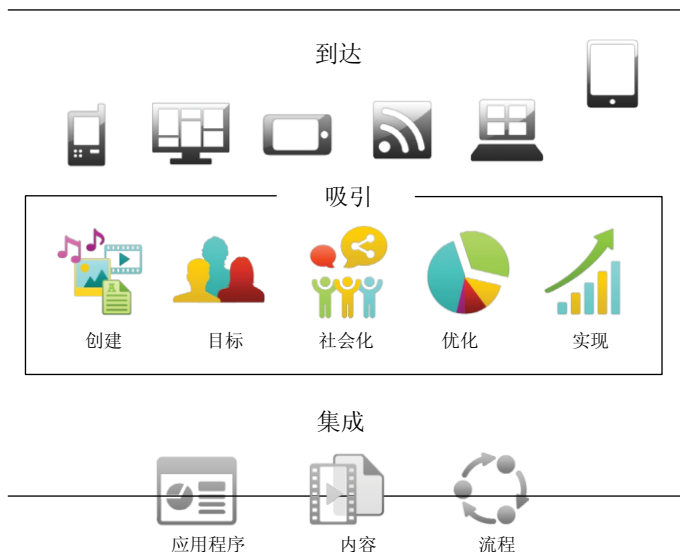 到达
吸引
创建
目标
社会化
优化
实现
集成
应用程序
内容
流程